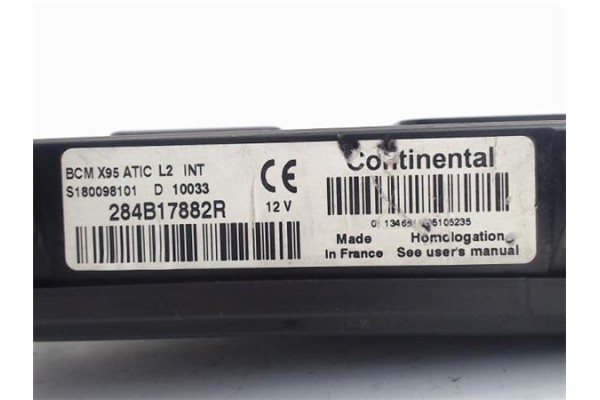 BCM X95 ATIC L2 INT
S180098101 D 10033
284B17882R
CE
12 V
Continental
Made
in France
Homologation
See user's manual